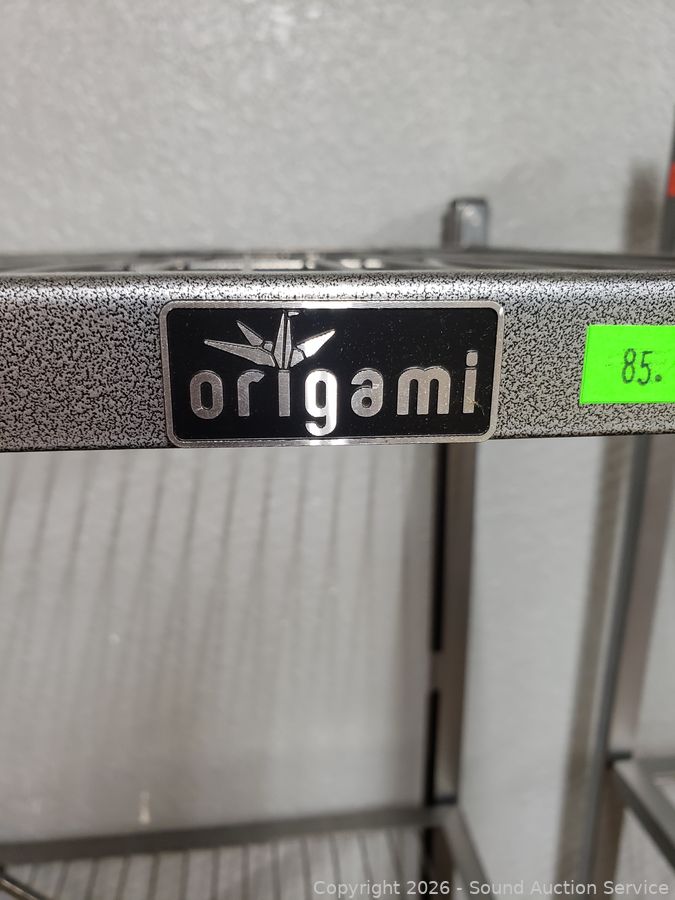 origami
85.
Copyright 2026 - Sound Auction Service